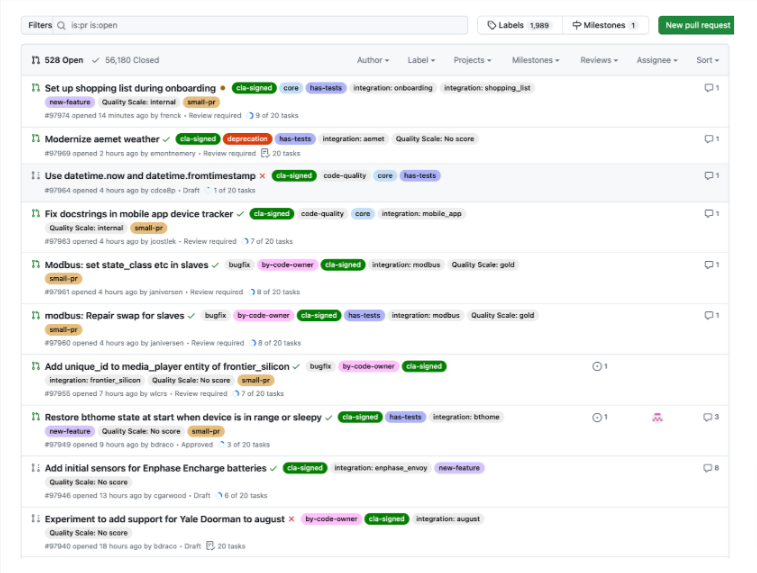 Filters is:pr is:open Labels 1,989 Milestones 1 New pull request
528 Open 56,180 Closed Author Label Projects Milestones Reviews Assignee Sort
Set up shopping list during onboarding cla-signed core has-tests integration: onboarding integration: shopping_list 1
new-feature Quality Scale: internal small-pr
#97974 opened 14 minutes ago by frenck • Review required 9 of 20 tasks
Modernize aemet weather cla-signed deprecation has-tests integration: aemet Quality Scale: No score 1
#97969 opened 2 hours ago by emontnemery • Review required 20 tasks
Use datetime.now and datetime.fromtimestamp cla-signed code-quality core has-tests 1
#97964 opened 4 hours ago by cdce8p • Draft 1 of 20 tasks
Fix docstrings in mobile app device tracker cla-signed code-quality core integration: mobile_app 1
Quality Scale: internal small-pr
#97963 opened 4 hours ago by joostlek • Review required 7 of 20 tasks
Modbus: set state_class etc in slaves bugfix by-code-owner cla-signed integration: modbus Quality Scale: gold 1
small-pr
#97961 opened 4 hours ago by janiversen • Review required 8 of 20 tasks
modbus: Repair swap for slaves bugfix by-code-owner cla-signed has-tests integration: modbus Quality Scale: gold 1
small-pr
#97960 opened 4 hours ago by janiversen • Review required 8 of 20 tasks
Add unique_id to media_player entity of frontier_silicon bugfix by-code-owner cla-signed 1
integration: frontier_silicon Quality Scale: No score small-pr
#97955 opened 7 hours ago by wlcrs • Review required 7 of 20 tasks
Restore bthome state at start when device is in range or sleepy cla-signed has-tests integration: bthome 1 3
new-feature Quality Scale: No score small-pr
#97949 opened 9 hours ago by bdraco • Approved 3 of 20 tasks
Add initial sensors for Enphase Encharge batteries cla-signed integration: enphase_envoy new-feature 8
Quality Scale: No score
#97946 opened 13 hours ago by cgarwood • Draft 6 of 20 tasks
Experiment to add support for Yale Doorman to august by-code-owner cla-signed integration: august
Quality Scale: No score
#97940 opened 18 hours ago by bdraco • Draft 20 tasks